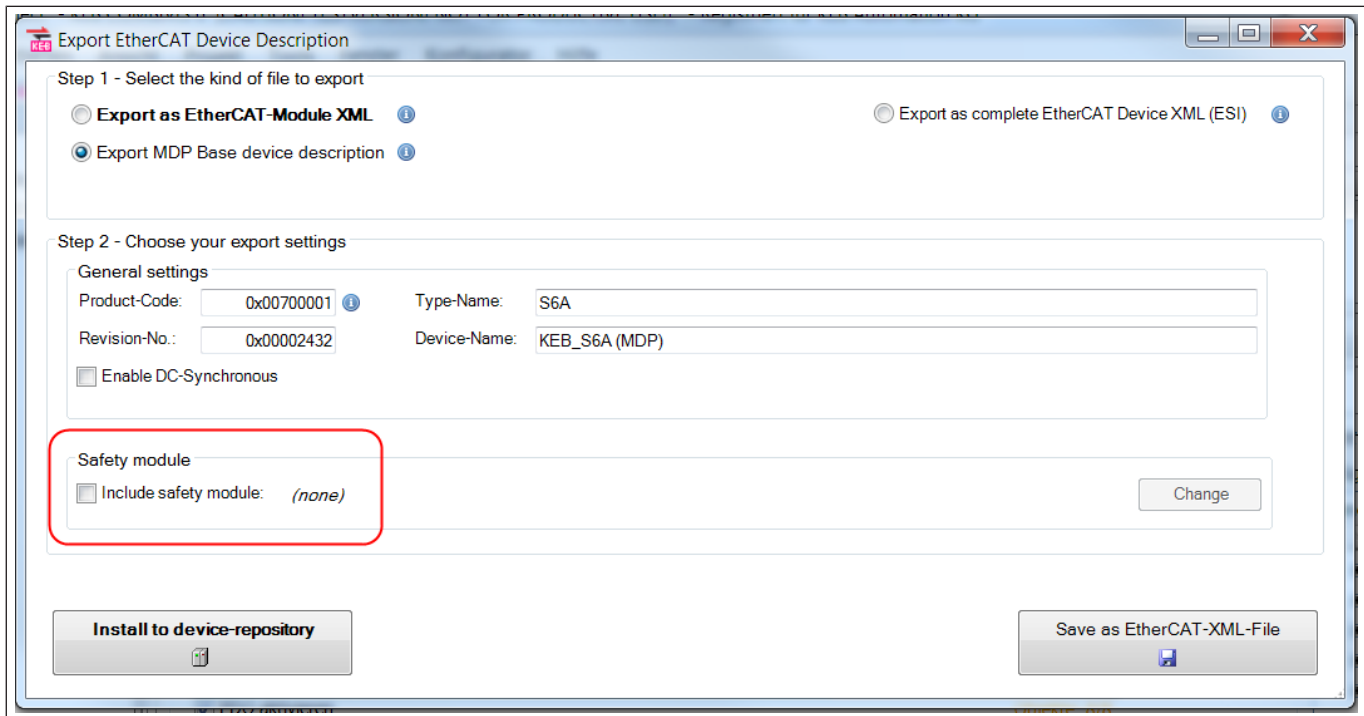 KEB
Export EtherCAT Device Description
Step 1 - Select the kind of file to export
Export as EtherCAT-Module XML
Export as complete EtherCAT Device XML (ESI)
Export MDP Base device description
Step 2 - Choose your export settings
General settings
Product-Code: 0x00700001 Type-Name: S6A
Revision-No.: 0x00002432 Device-Name: KEB_S6A (MDP)
Enable DC-Synchronous
Safety module
Include safety module: (none) Change
Install to device-repository
Save as EtherCAT-XML-File